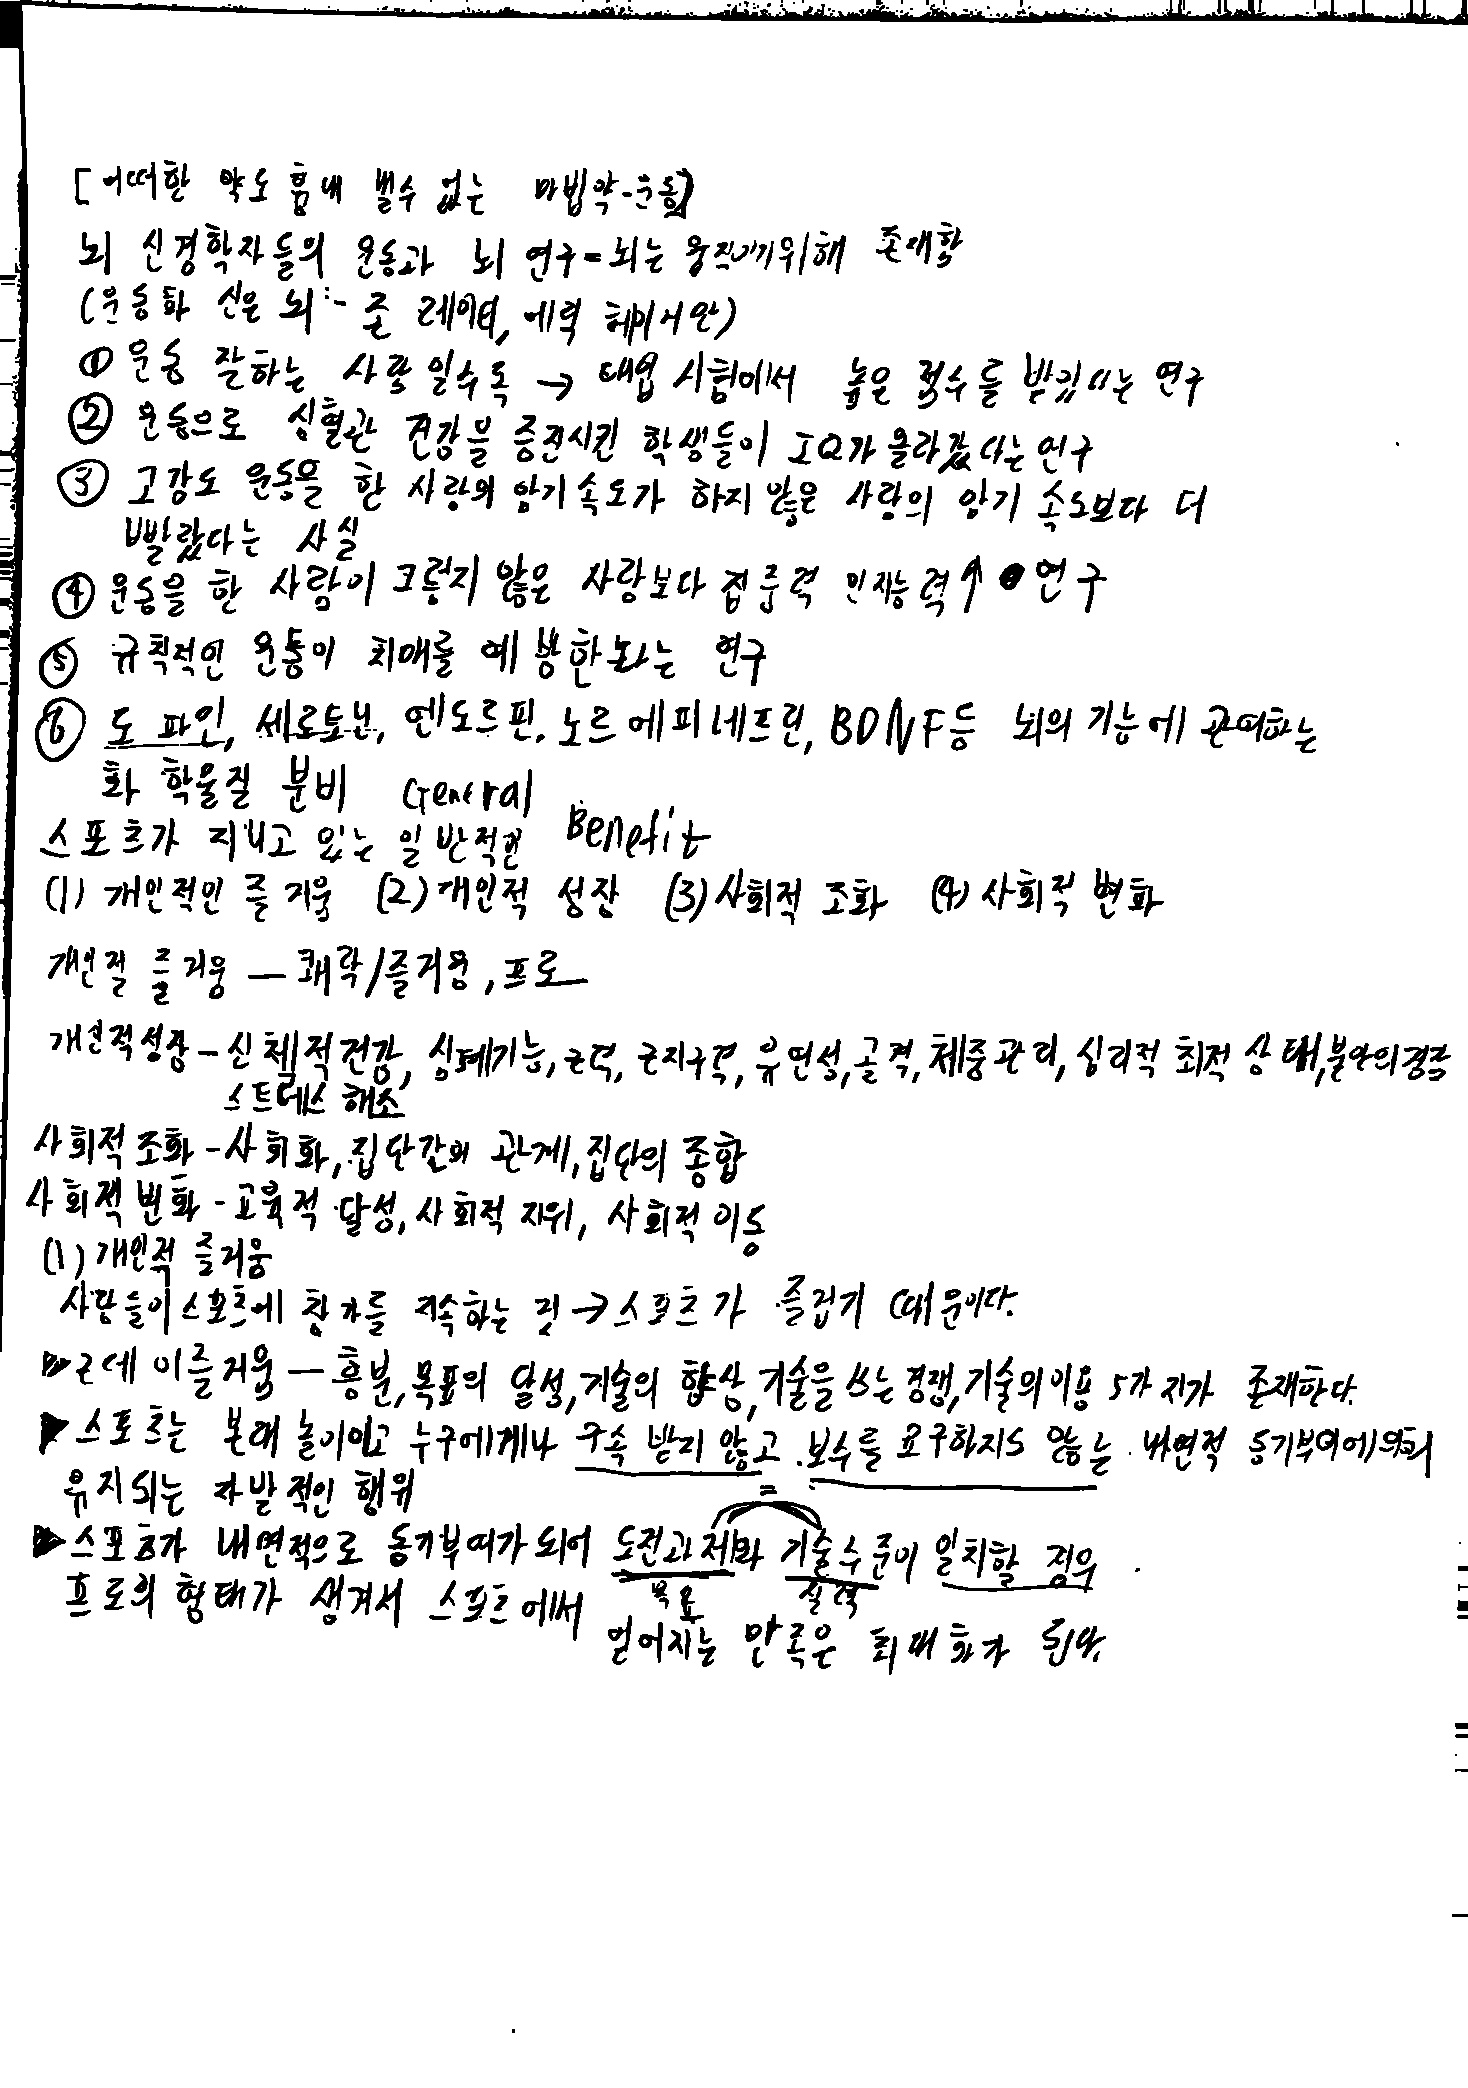 [어떠한 약도 흉내 낼수 없는 마법약-운동]
뇌 신경학자들의 운동과 뇌 연구=뇌는 움직이기위해 존재함
(운동화 신은 뇌:- 존 레이티, 에릭 헤이거만)
① 운동 잘하는 사람일수록 → 대입 시험에서 높은 점수를 받았다는 연구
② 운동으로 심혈관 건강을 증진시킨 학생들이 IQ가 올라갔다는 연구
③ 고강도 운동을 한 사람의 암기속도가 하지 않은 사람의 암기 속도보다 더
빨랐다는 사실
④ 운동을 한 사람이 그렇지 않은 사람보다 집중력 인지능력↑ 연구
⑤ 규칙적인 운동이 치매를 예방한다는 연구
⑥ 도파민, 세로토닌, 엔도르핀, 노르에피네프린, BDNF등 뇌의 기능에 관여하는
화학물질 분비 General
스포츠가 지니고 있는 일반적인 Benefit
(1) 개인적인 즐거움 (2) 개인적 성장 (3) 사회적 조화 (4) 사회적 변화
개인적 즐거움 — 쾌락/즐거움, 프로
개인적성장 - 신체적건강, 심폐기능, 근력, 근지구력, 유연성, 골격, 체중관리, 심리적 최적 상태, 불안의경감
스트레스 해소
사회적 조화 - 사회화, 집단간의 관계, 집단의 종합
사회적 변화 - 교육적 달성, 사회적 지위, 사회적 이동
(1) 개인적 즐거움
사람들이스포츠에 참가를 지속하는 것→스포츠가 즐겁기 때문이다.
▷근데 이즐거움 — 흥분, 목표의 달성, 기술의 향상, 기술을 쓰는경쟁, 기술의이용 5가지가 존재한다.
▶스포츠는 본래 놀이이고 누구에게나 구속 받지 않고 보수를 요구하지도 않는 내면적 동기부여에의해
유지되는 자발적인 행위
▶스포츠가 내면적으로 동기부여가 되어 도전과제와 = 기술수준이 일치할 경우
목표 실력
프로의 형태가 생겨서 스포츠에서 얻어지는 만족은 최대화가 된다.